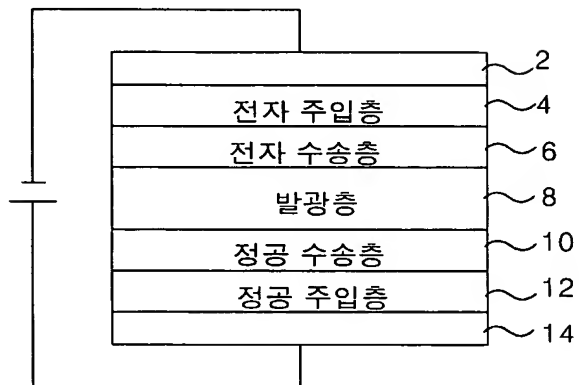 2
전자 주입층 4
전자 수송층 6
발광층 8
정공 수송층 10
정공 주입층 12
14